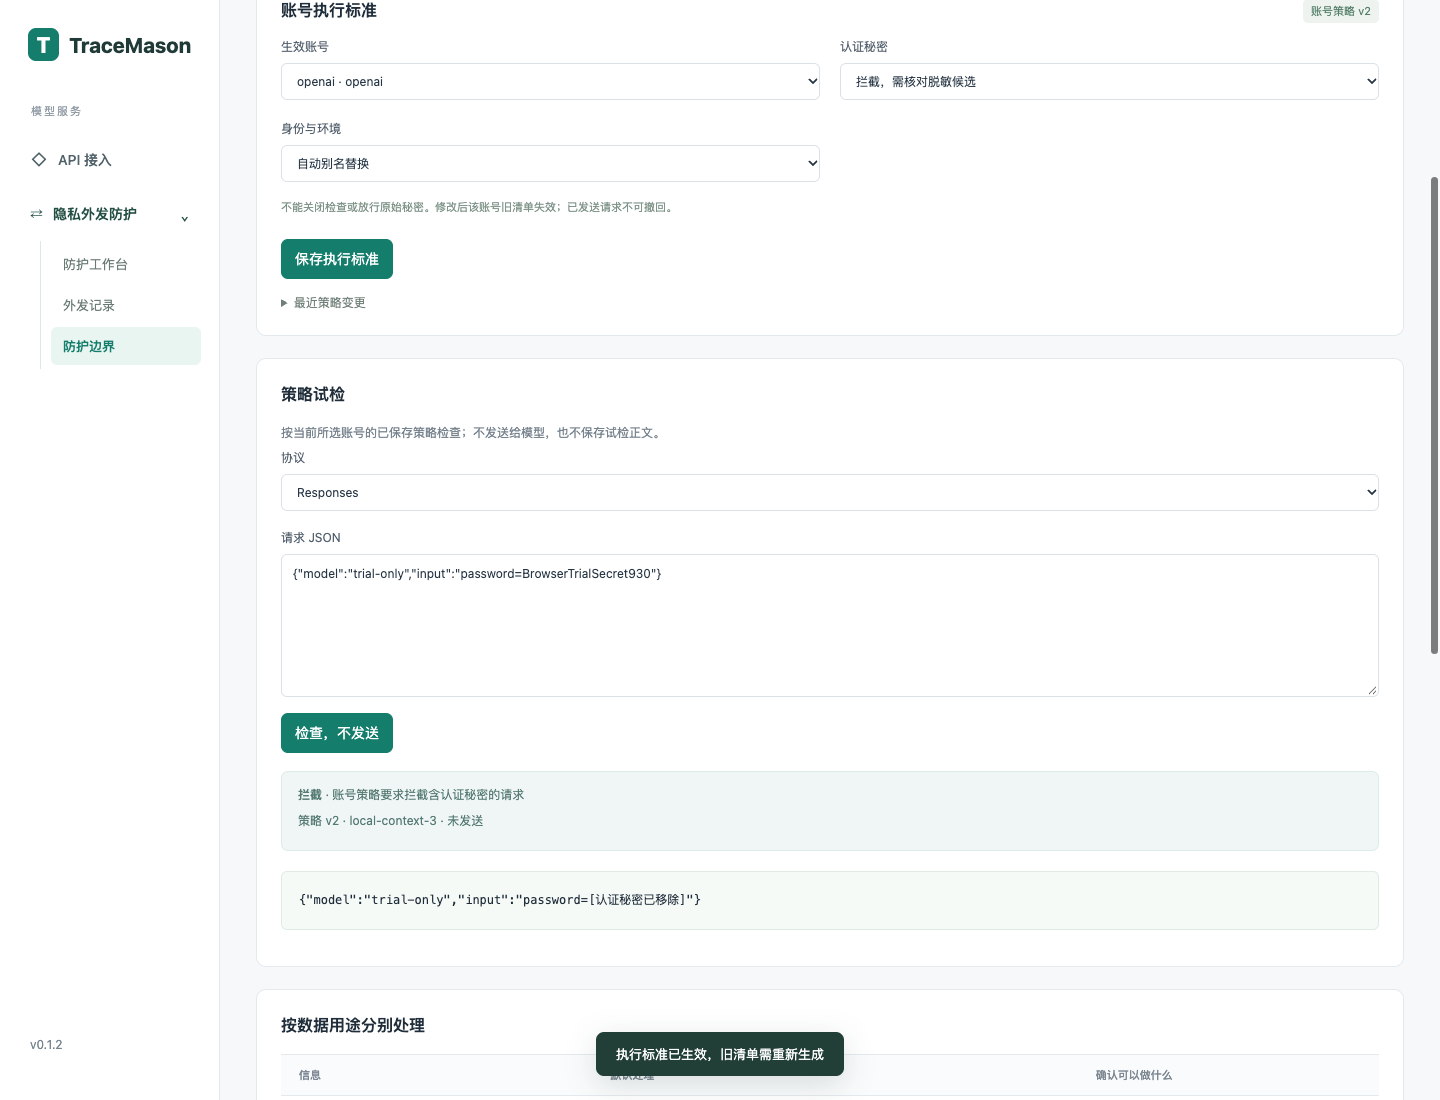 T TraceMason
模型服务
API 接入
隐私外发防护
防护工作台
外发记录
防护边界
v0.1.2
账号执行标准
账号策略 v2
生效账号
认证秘密
openai · openai
拦截，需核对脱敏候选
身份与环境
自动别名替换
不能关闭检查或放行原始秘密。修改后该账号旧清单失效；已发送请求不可撤回。
保存执行标准
最近策略变更
策略试检
按当前所选账号的已保存策略检查；不发送给模型，也不保存试检正文。
协议
Responses
请求 JSON
{"model":"trial-only","input":"password=BrowserTrialSecret930"}
检查，不发送
拦截 · 账号策略要求拦截含认证秘密的请求
策略 v2 · local-context-3 · 未发送
{"model":"trial-only","input":"password=[认证秘密已移除]"}
按数据用途分别处理
执行标准已生效，旧清单需重新生成
信息
默认处理
确认可以做什么